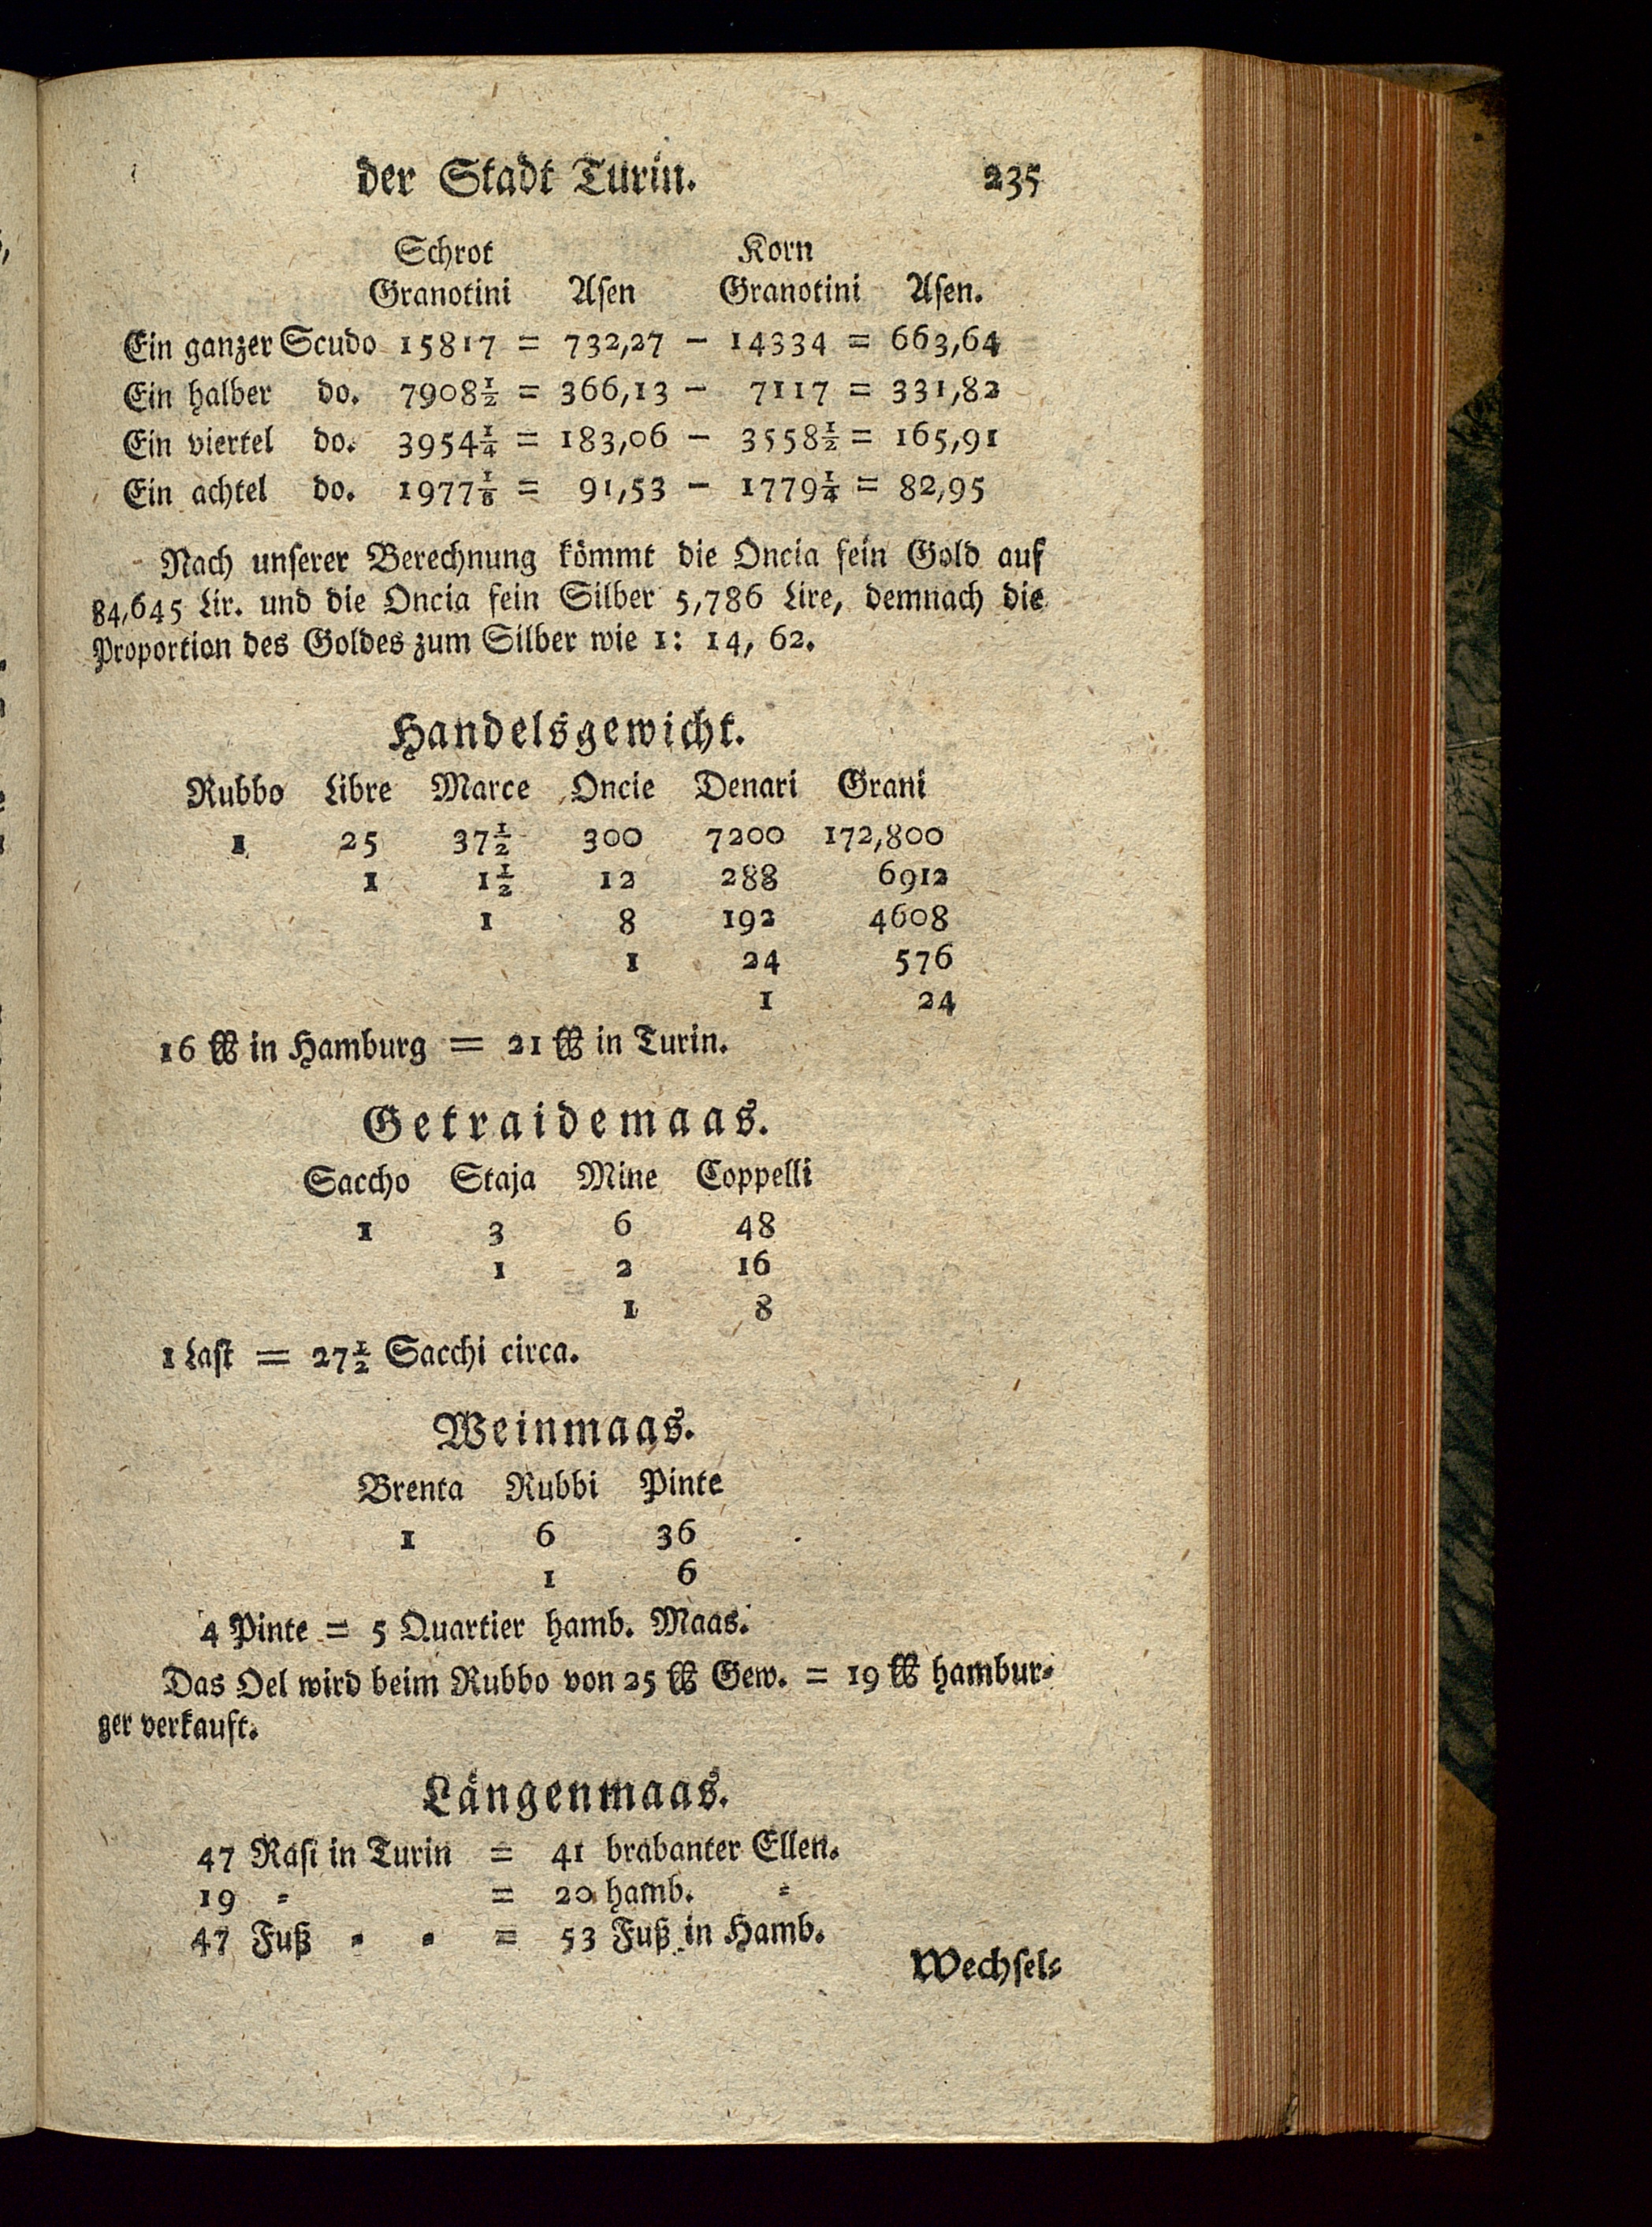 der Stadt Turin. 235
Schrot Korn
Granotini Asen Granotini Asen.
Ein ganzer Scudo 15817 = 732,27 – 14334 = 663,64
Ein halber do. 7908½ = 366,13 – 7117 = 331,82
Ein viertel do. 3954¼ = 183,06 – 3558½ = 165,91
Ein achtel do. 1977⅛ = 91,53 – 1779¼ = 82,95
Nach unserer Berechnung kömmt die Oncia fein Gold auf
84,645 Lir. und die Oncia fein Silber 5,786 Lire, demnach die
Proportion des Goldes zum Silber wie 1: 14, 62.
Handelsgewicht.
Rubbo Libre Marce Oncie Denari Grani
1 25 37½ 300 7200 172,800
1 1½ 12 288 6912
1 8 192 4608
1 24 576
1 24
16 ℔ in Hamburg = 21 ℔ in Turin.
Getraidemaas.
Saccho Staja Mine Coppelli
1 3 6 48
1 2 16
1 8
1 Last = 27½ Sacchi circa.
Weinmaas.
Brenta Rubbi Pinte
1 6 36
1 6
4 Pinte = 5 Quartier hamb. Maas.
Das Oel wird beim Rubbo von 25 ℔ Gew. = 19 ℔ hambur-
ger verkauft.
Längenmaas.
47 Rasi in Turin = 41 brabanter Ellen.
19 = = 20 hamb. =
47 Fuß = = = 53 Fuß in Hamb.
Wechsel-